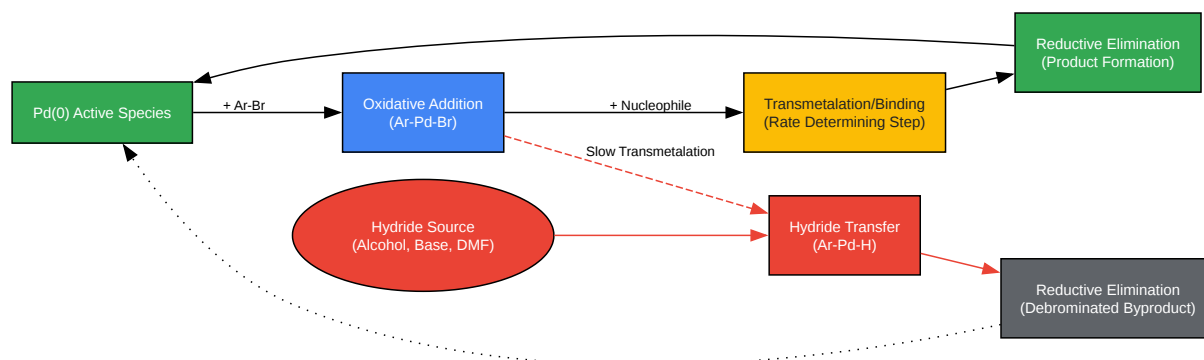 Reductive Elimination
(Product Formation)
Pd(0) Active Species
+ Ar-Br
Oxidative Addition
(Ar-Pd-Br)
+ Nucleophile
Transmetalation/Binding
(Rate Determining Step)
Slow Transmetalation
Hydride Source
(Alcohol, Base, DMF)
Hydride Transfer
(Ar-Pd-H)
Reductive Elimination
(Debrominated Byproduct)